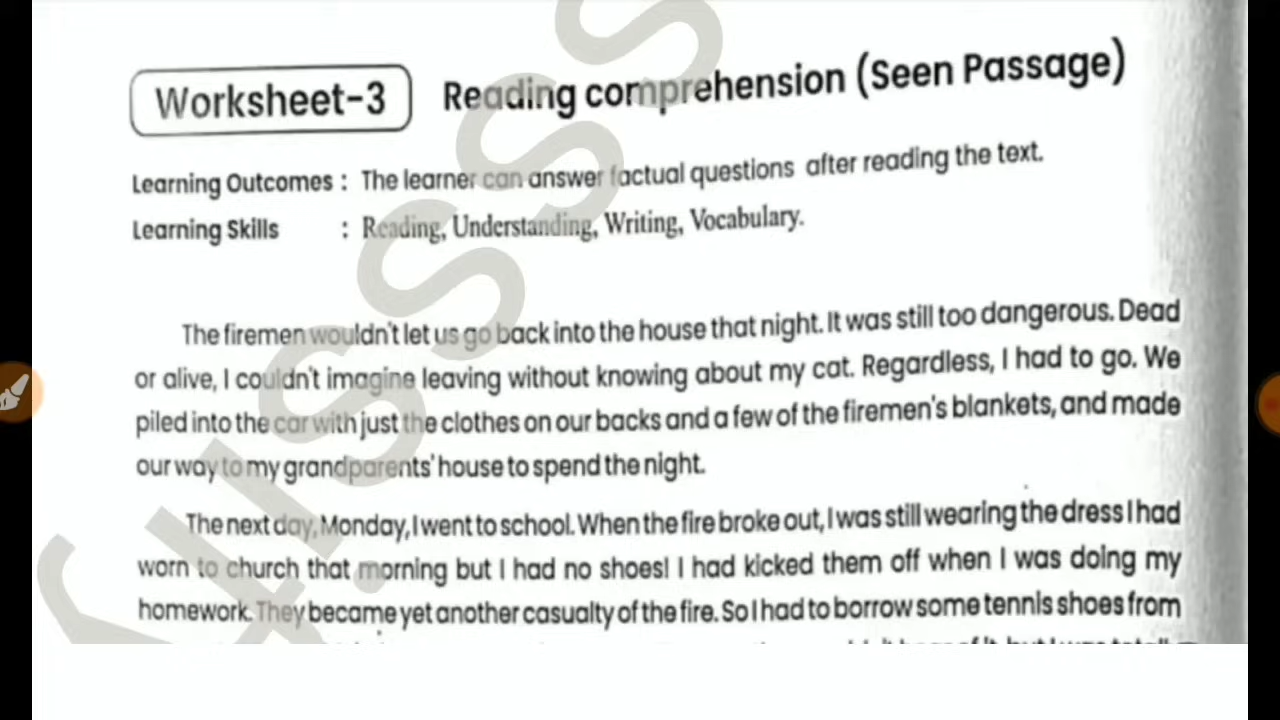 Worksheet-3 Reading comprehension (Seen Passage)
Learning Outcomes : The learner can answer factual questions after reading the text.
Learning Skills : Reading, Understanding, Writing, Vocabulary.
The firemen wouldn't let us go back into the house that night. It was still too dangerous. Dead
or alive, I couldn't imagine leaving without knowing about my cat. Regardless, I had to go. We
piled into the car with just the clothes on our backs and a few of the firemen's blankets, and made
our way to my grandparents' house to spend the night.
The next day, Monday, I went to school. When the fire broke out, I was still wearing the dress I had
worn to church that morning but I had no shoes! I had kicked them off when I was doing my
homework. They became yet another casualty of the fire. So I had to borrow some tennis shoes from